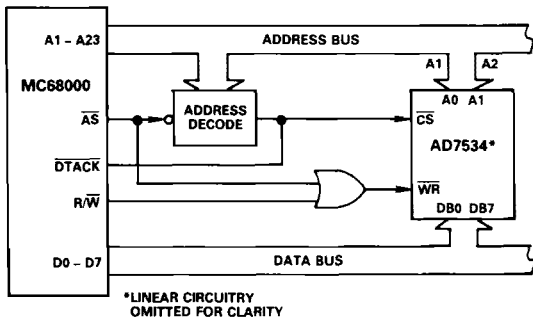 A1 – A23
ADDRESS BUS
MC68000
A1
A2
A0 A1
AS
ADDRESS
DECODE
CS
AD7534*
DTACK
R/W
WR
DB0 DB7
D0 – D7
DATA BUS
*LINEAR CIRCUITRY
OMITTED FOR CLARITY